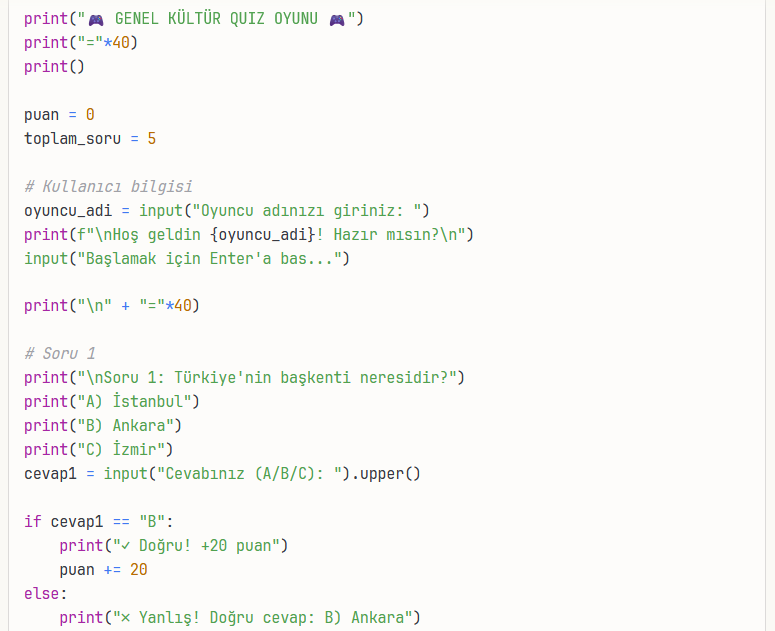 print("🎮 GENEL KÜLTÜR QUIZ OYUNU 🎮")
print("="*40)
print()

puan = 0
toplam_soru = 5

# Kullanıcı bilgisi
oyuncu_adi = input("Oyuncu adınızı giriniz: ")
print(f"\nHoş geldin {oyuncu_adi}! Hazır mısın?\n")
input("Başlamak için Enter'a bas...")

print("\n" + "="*40)

# Soru 1
print("\nSoru 1: Türkiye'nin başkenti neresidir?")
print("A) İstanbul")
print("B) Ankara")
print("C) İzmir")
cevap1 = input("Cevabınız (A/B/C): ").upper()

if cevap1 == "B":
    print("✓ Doğru! +20 puan")
    puan += 20
else:
    print("✗ Yanlış! Doğru cevap: B) Ankara")